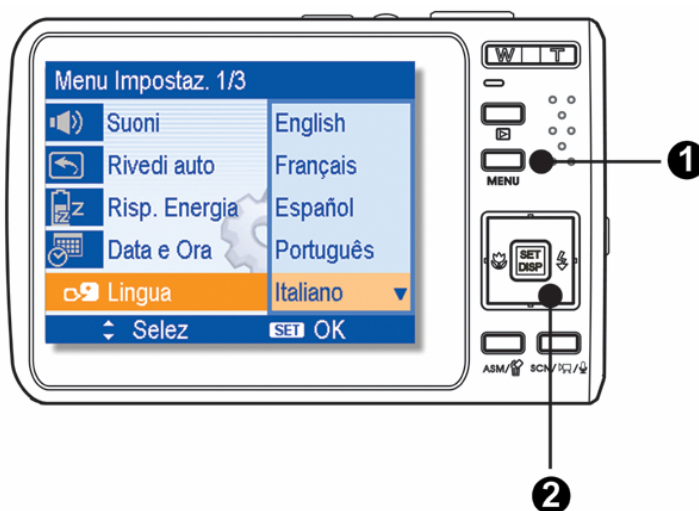 W T
Menu Impostaz. 1/3
Suoni English
Rivedi auto Français
Z Z Z Risp. Energia Español
Data e Ora Português
Lingua Italiano
Selez SET OK
MENU
1
SET
DISP
ASM/ SCN/ /
2